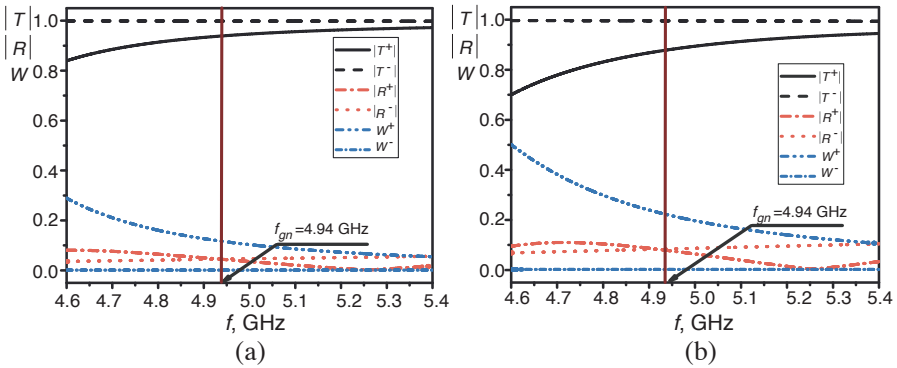 |T|
|R|
W
1.0
0.8
0.6
0.4
0.2
0.0
|T⁺|
|T⁻|
|R⁺|
|R⁻|
W⁺
W⁻
f_gn=4.94 GHz
4.6 4.7 4.8 4.9 5.0 5.1 5.2 5.3 5.4
f, GHz
(a)
|T|
|R|
W
1.0
0.8
0.6
0.4
0.2
0.0
|T⁺|
|T⁻|
|R⁺|
|R⁻|
W⁺
W⁻
f_gn=4.94 GHz
4.6 4.7 4.8 4.9 5.0 5.1 5.2 5.3 5.4
f, GHz
(b)